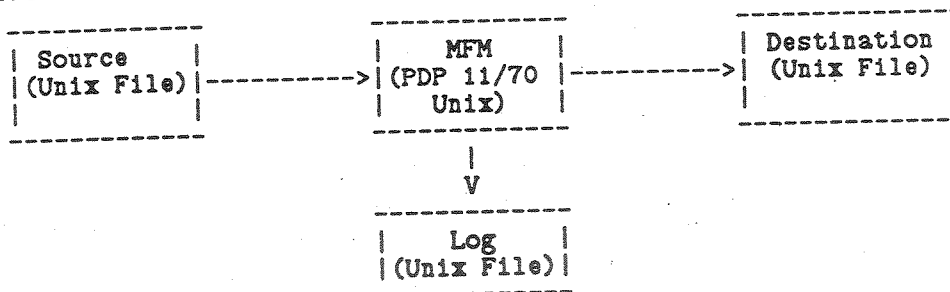 Source
(Unix File)
MFM
(PDP 11/70
Unix)
Destination
(Unix File)
V
Log
(Unix File)